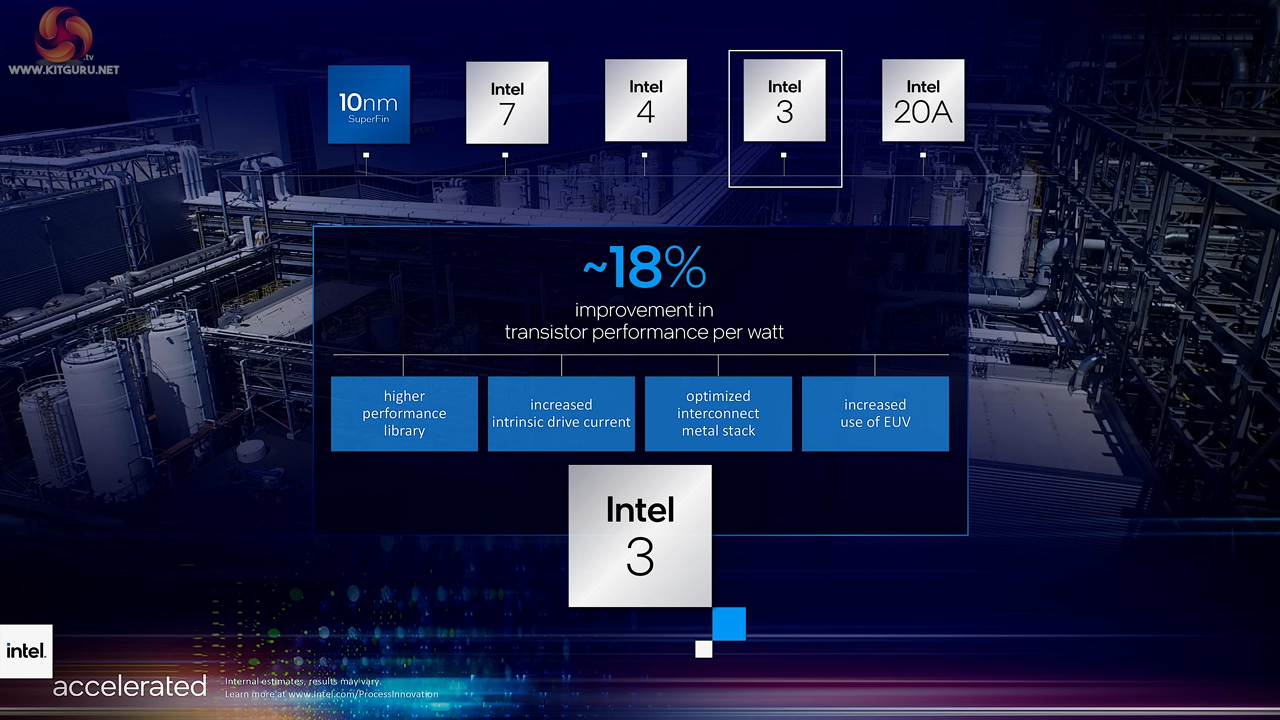 .tv
WWW.KITGURU.NET
10nm
SuperFin
Intel
7
Intel
4
Intel
3
Intel
20A
~18%
improvement in
transistor performance per watt
higher
performance
library
increased
intrinsic drive current
optimized
interconnect
metal stack
increased
use of EUV
Intel
3
intel.
accelerated
Internal estimates, results may vary.
Learn more at www.intel.com/ProcessInnovation